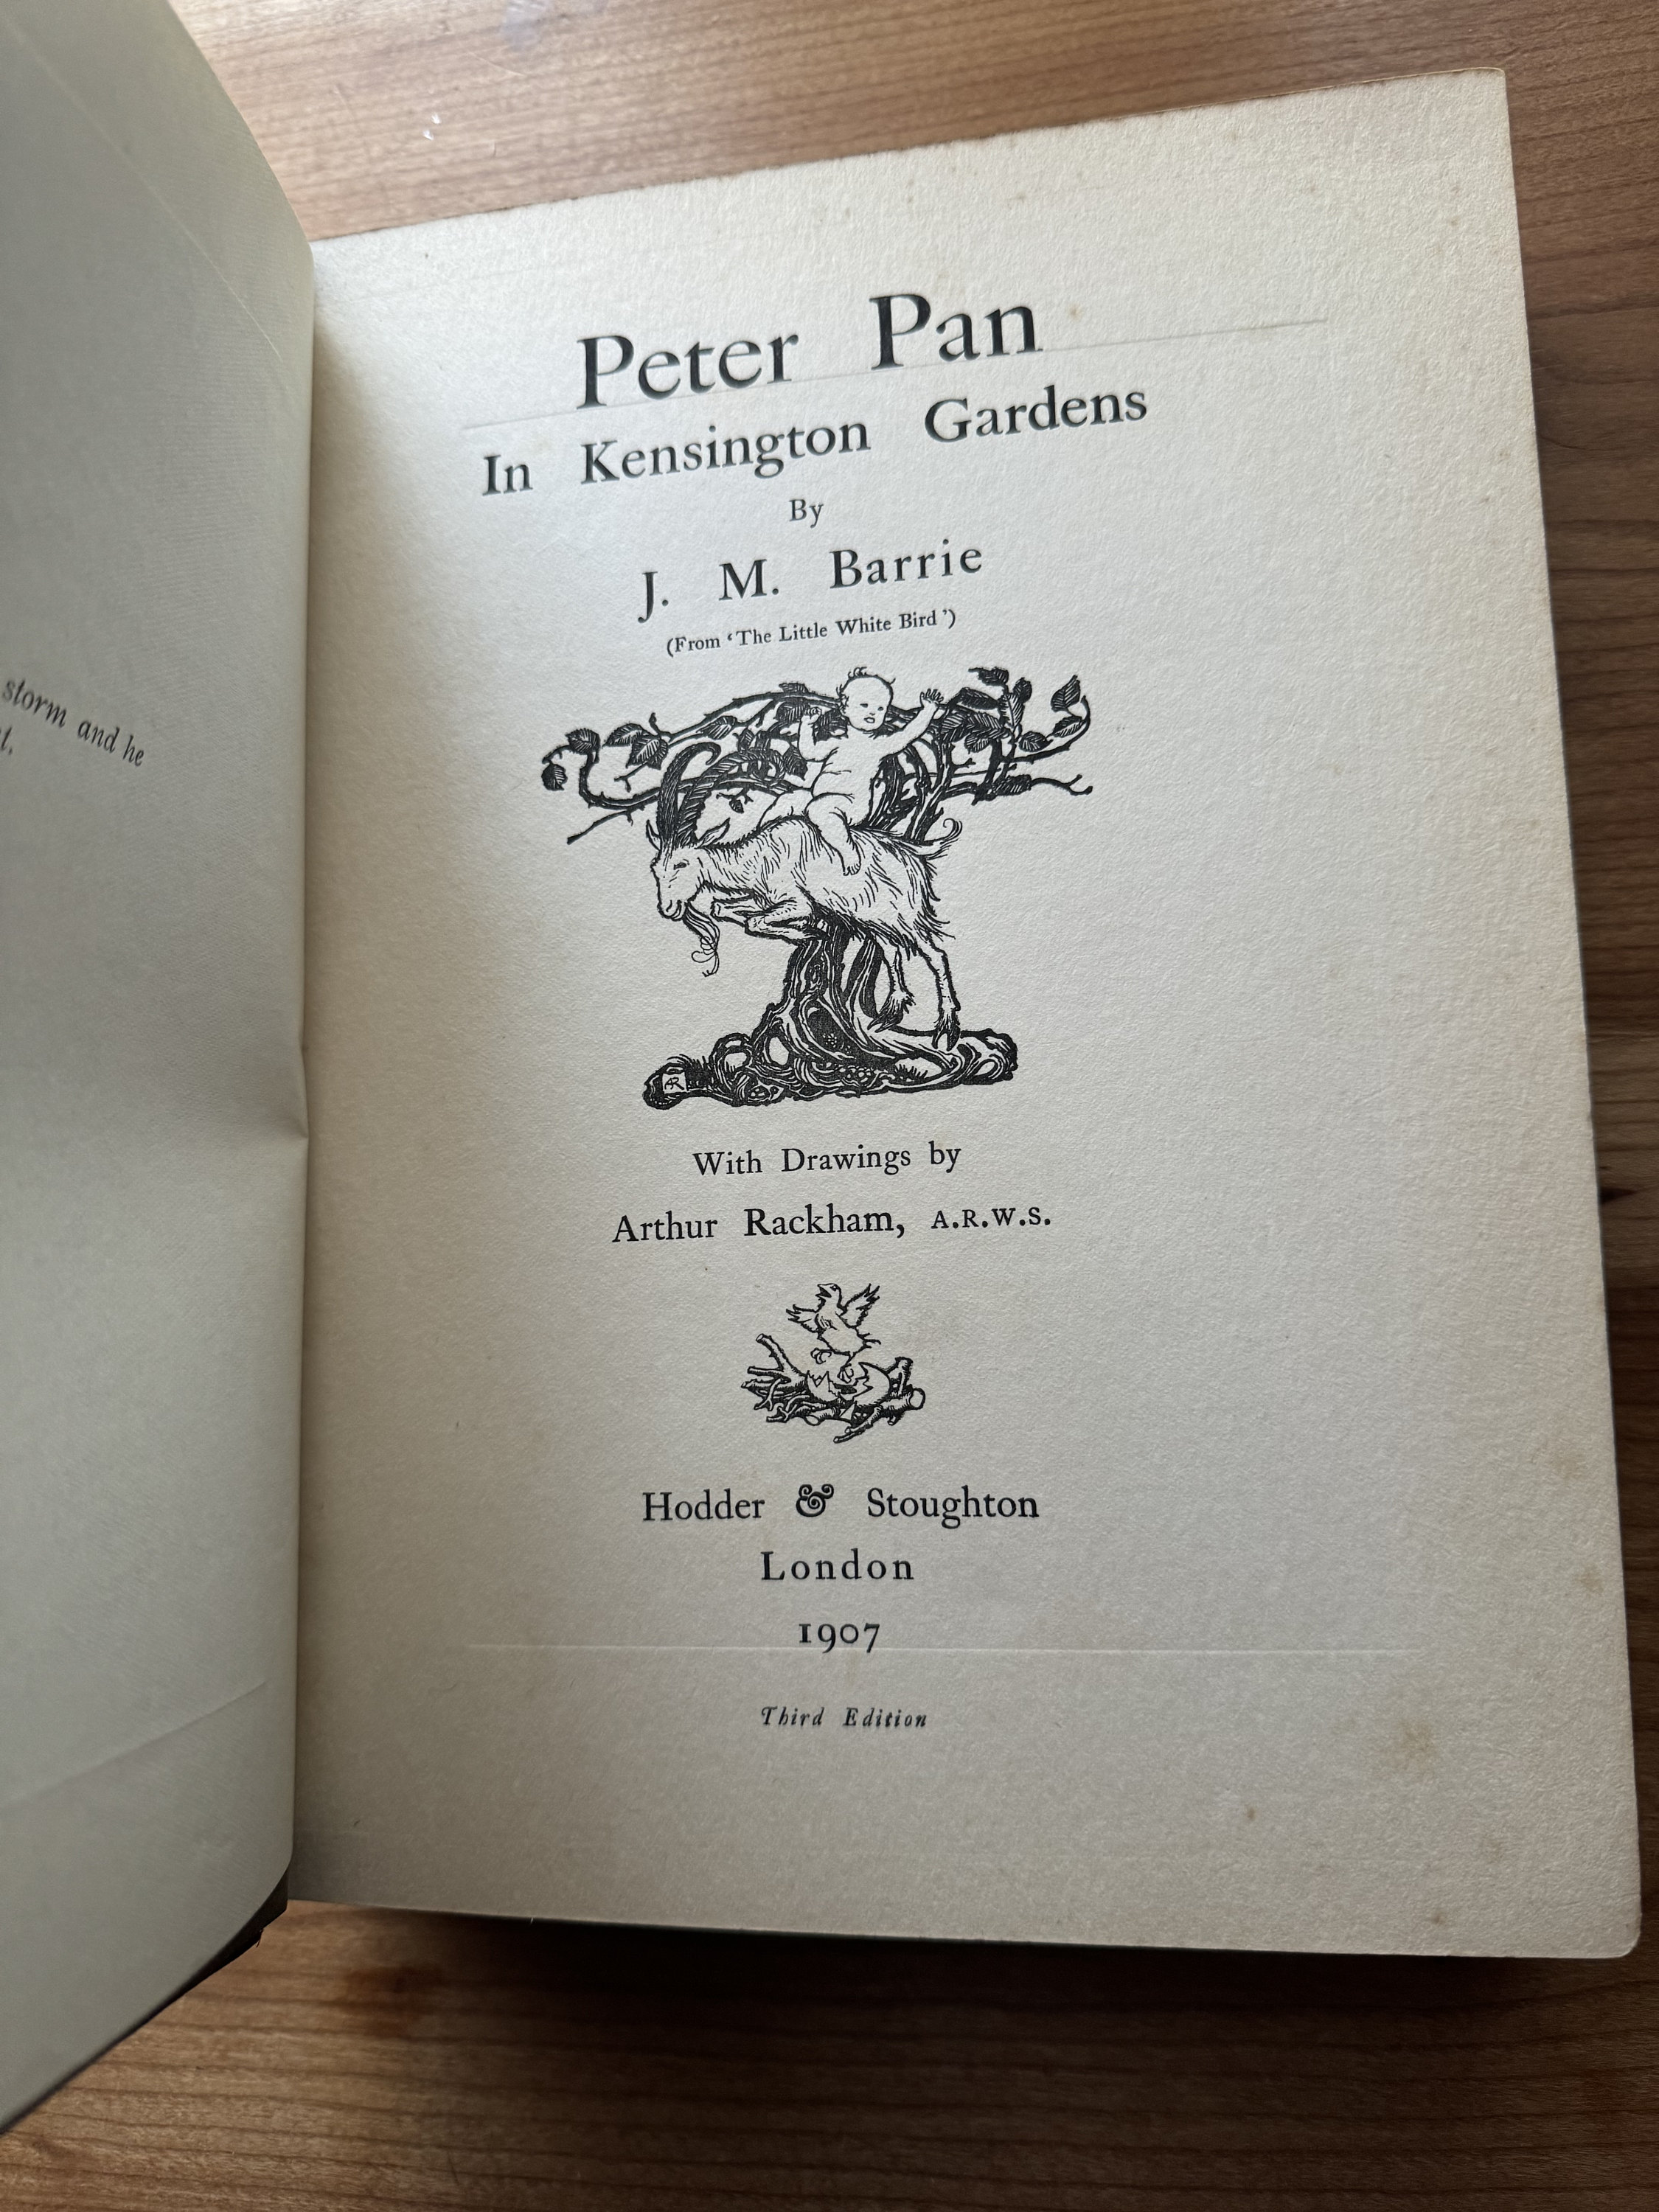 storm and he
Peter Pan
In Kensington Gardens
By
J. M. Barrie
(From ‘The Little White Bird’)
AR
With Drawings by
Arthur Rackham, A.R.W.S.
Hodder & Stoughton
London
1907
Third Edition